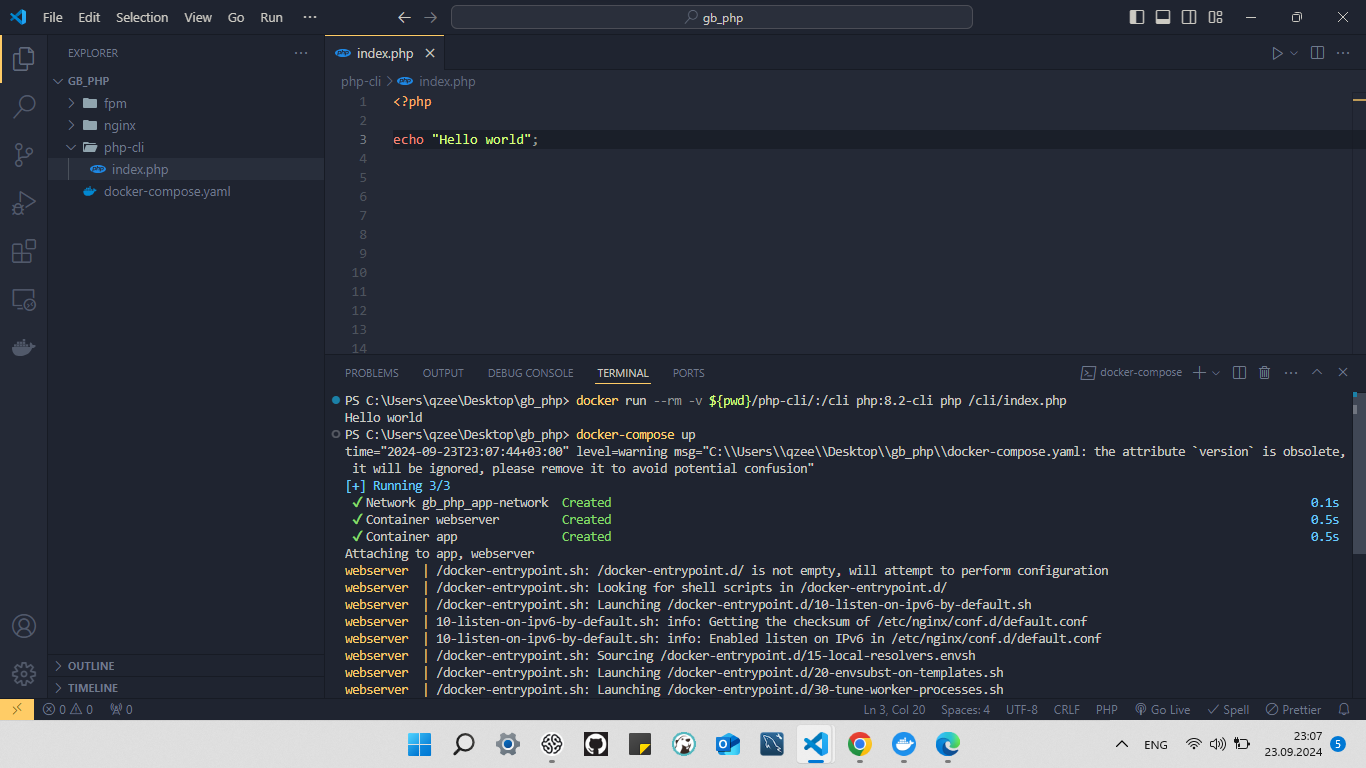 File Edit Selection View Go Run ···
gb_php
EXPLORER
GB_PHP
fpm
nginx
php-cli
index.php
docker-compose.yaml
OUTLINE
TIMELINE
index.php
php-cli > index.php
1 <?php
2
3 echo "Hello world";
4
5
6
7
8
9
10
11
12
13
14
PROBLEMS OUTPUT DEBUG CONSOLE TERMINAL PORTS
docker-compose
PS C:\Users\qzee\Desktop\gb_php> docker run --rm -v ${pwd}/php-cli/:/cli php:8.2-cli php /cli/index.php
Hello world
PS C:\Users\qzee\Desktop\gb_php> docker-compose up
time="2024-09-23T23:07:44+03:00" level=warning msg="C:\\Users\\qzee\\Desktop\\gb_php\\docker-compose.yaml: the attribute `version` is obsolete,
it will be ignored, please remove it to avoid potential confusion"
[+] Running 3/3
✓ Network gb_php_app-network Created 0.1s
✓ Container webserver Created 0.5s
✓ Container app Created 0.5s
Attaching to app, webserver
webserver | /docker-entrypoint.sh: /docker-entrypoint.d/ is not empty, will attempt to perform configuration
webserver | /docker-entrypoint.sh: Looking for shell scripts in /docker-entrypoint.d/
webserver | /docker-entrypoint.sh: Launching /docker-entrypoint.d/10-listen-on-ipv6-by-default.sh
webserver | 10-listen-on-ipv6-by-default.sh: info: Getting the checksum of /etc/nginx/conf.d/default.conf
webserver | 10-listen-on-ipv6-by-default.sh: info: Enabled listen on IPv6 in /etc/nginx/conf.d/default.conf
webserver | /docker-entrypoint.sh: Sourcing /docker-entrypoint.d/15-local-resolvers.envsh
webserver | /docker-entrypoint.sh: Launching /docker-entrypoint.d/20-envsubst-on-templates.sh
webserver | /docker-entrypoint.sh: Launching /docker-entrypoint.d/30-tune-worker-processes.sh
0 0 0 Ln 3, Col 20 Spaces: 4 UTF-8 CRLF PHP Go Live Spell Prettier
ENG
23:07
23.09.2024
5